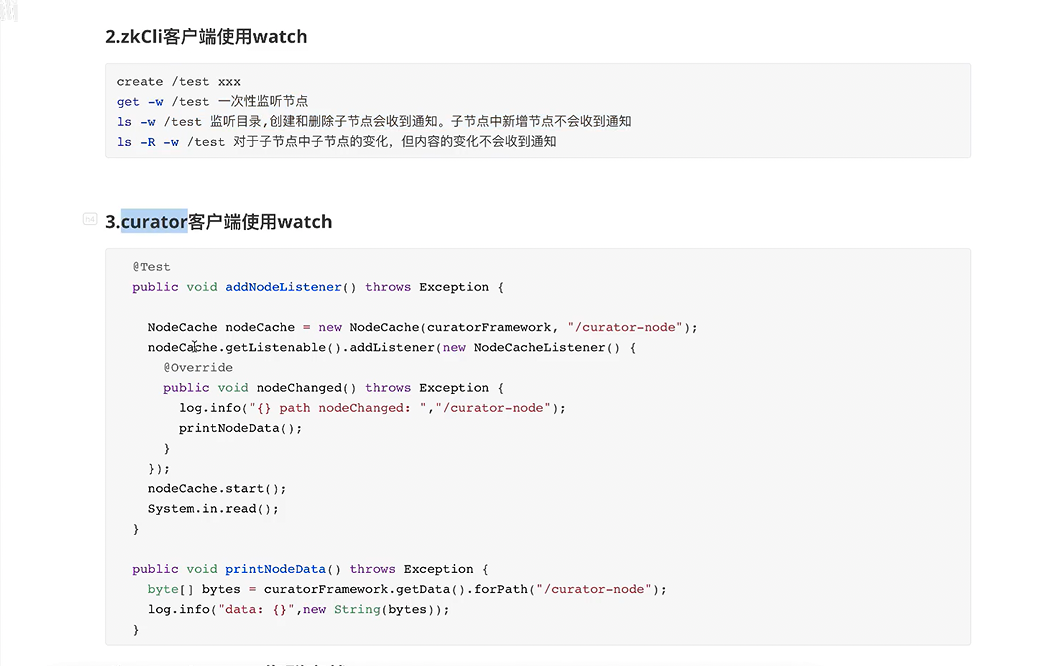 2.zkCli客户端使用watch
create /test xxx
get -w /test 一次性监听节点
ls -w /test 监听目录,创建和删除子节点会收到通知。子节点中新增节点不会收到通知
ls -R -w /test 对于子节点中子节点的变化，但内容的变化不会收到通知
h4
3.curator客户端使用watch
@Test
public void addNodeListener() throws Exception {
NodeCache nodeCache = new NodeCache(curatorFramework, "/curator-node");
nodeCache.getListenable().addListener(new NodeCacheListener() {
@Override
public void nodeChanged() throws Exception {
log.info("{} path nodeChanged: ","/curator-node");
printNodeData();
}
});
nodeCache.start();
System.in.read();
}
public void printNodeData() throws Exception {
byte[] bytes = curatorFramework.getData().forPath("/curator-node");
log.info("data: {}",new String(bytes));
}